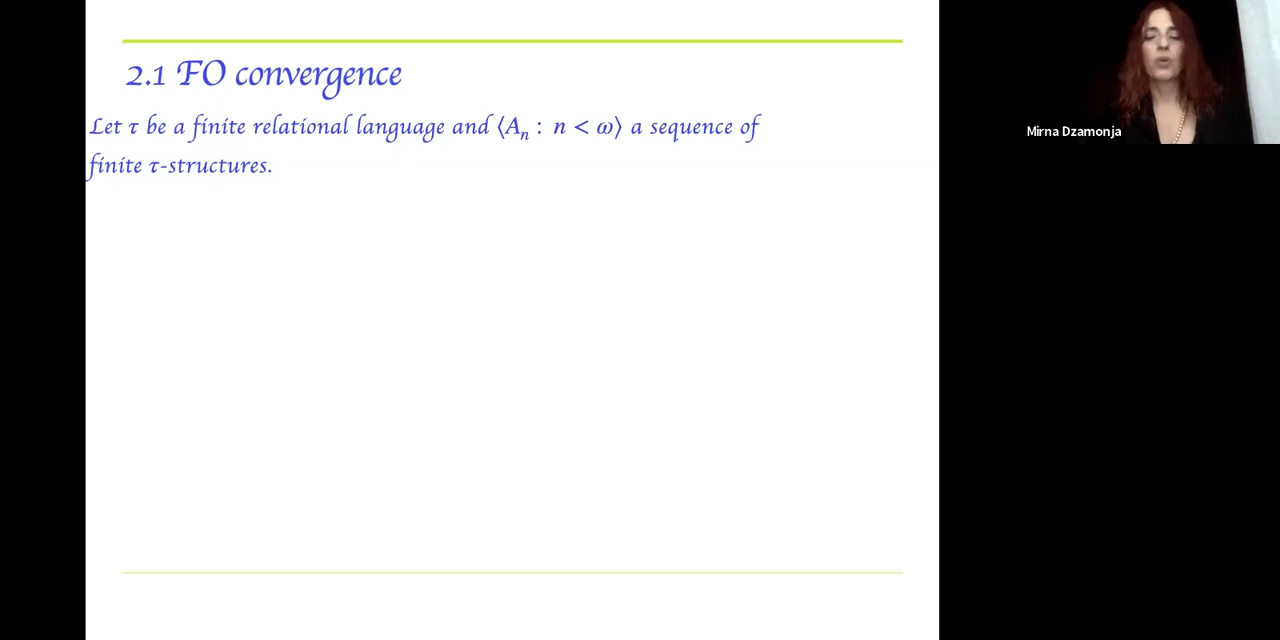 2.1 FO convergence
Let τ be a finite relational language and ⟨Aₙ : n < ω⟩ a sequence of
finite τ-structures.
Mirna Dzamonja